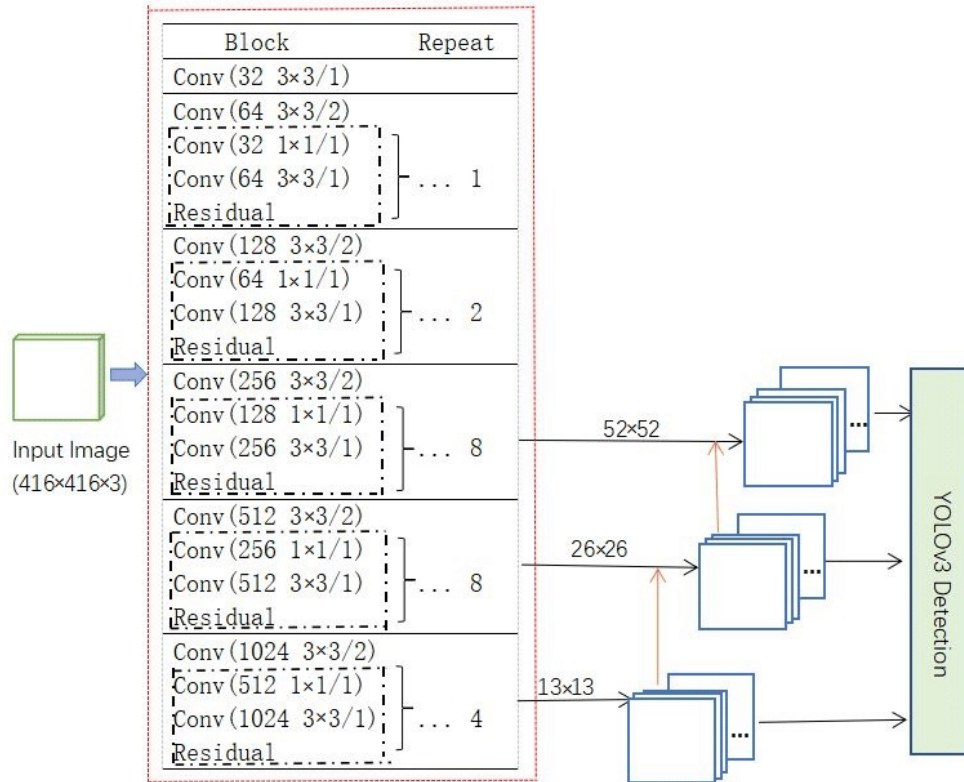 Block Repeat
Conv(32 3×3/1)
Conv(64 3×3/2)
Conv(32 1×1/1)
Conv(64 3×3/1)
Residual
... 1
Conv(128 3×3/2)
Conv(64 1×1/1)
Conv(128 3×3/1)
Residual
... 2
Conv(256 3×3/2)
Conv(128 1×1/1)
Conv(256 3×3/1)
Residual
... 8
Conv(512 3×3/2)
Conv(256 1×1/1)
Conv(512 3×3/1)
Residual
... 8
Conv(1024 3×3/2)
Conv(512 1×1/1)
Conv(1024 3×3/1)
Residual
... 4
Input Image
(416×416×3)
52×52
...
26×26
...
13×13
...
YOLOv3 Detection